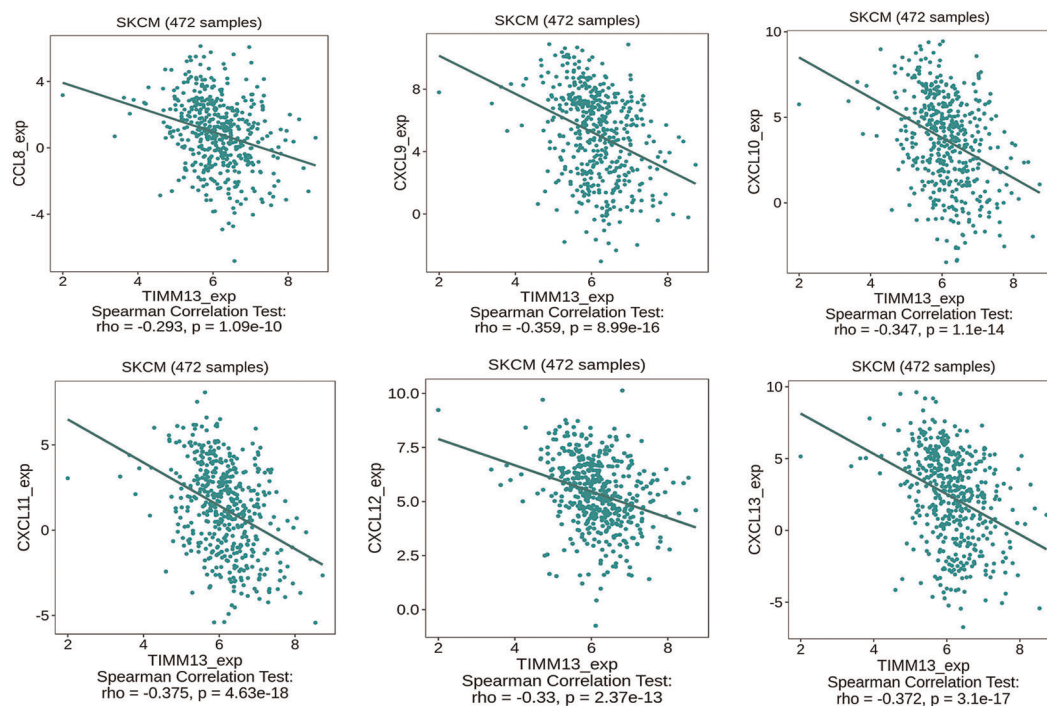 SKCM (472 samples)
CCL8_exp
4
0
-4
2
4
6
8
TIMM13_exp
Spearman Correlation Test:
rho = -0.293, p = 1.09e-10
SKCM (472 samples)
CXCL9_exp
8
4
0
2
4
6
8
TIMM13_exp
Spearman Correlation Test:
rho = -0.359, p = 8.99e-16
SKCM (472 samples)
CXCL10_exp
10
5
0
2
4
6
8
TIMM13_exp
Spearman Correlation Test:
rho = -0.347, p = 1.1e-14
SKCM (472 samples)
CXCL11_exp
5
0
-5
2
4
6
8
TIMM13_exp
Spearman Correlation Test:
rho = -0.375, p = 4.63e-18
SKCM (472 samples)
CXCL12_exp
10.0
7.5
5.0
2.5
0.0
2
4
6
8
TIMM13_exp
Spearman Correlation Test:
rho = -0.33, p = 2.37e-13
SKCM (472 samples)
CXCL13_exp
10
5
0
-5
2
4
6
8
TIMM13_exp
Spearman Correlation Test:
rho = -0.372, p = 3.1e-17